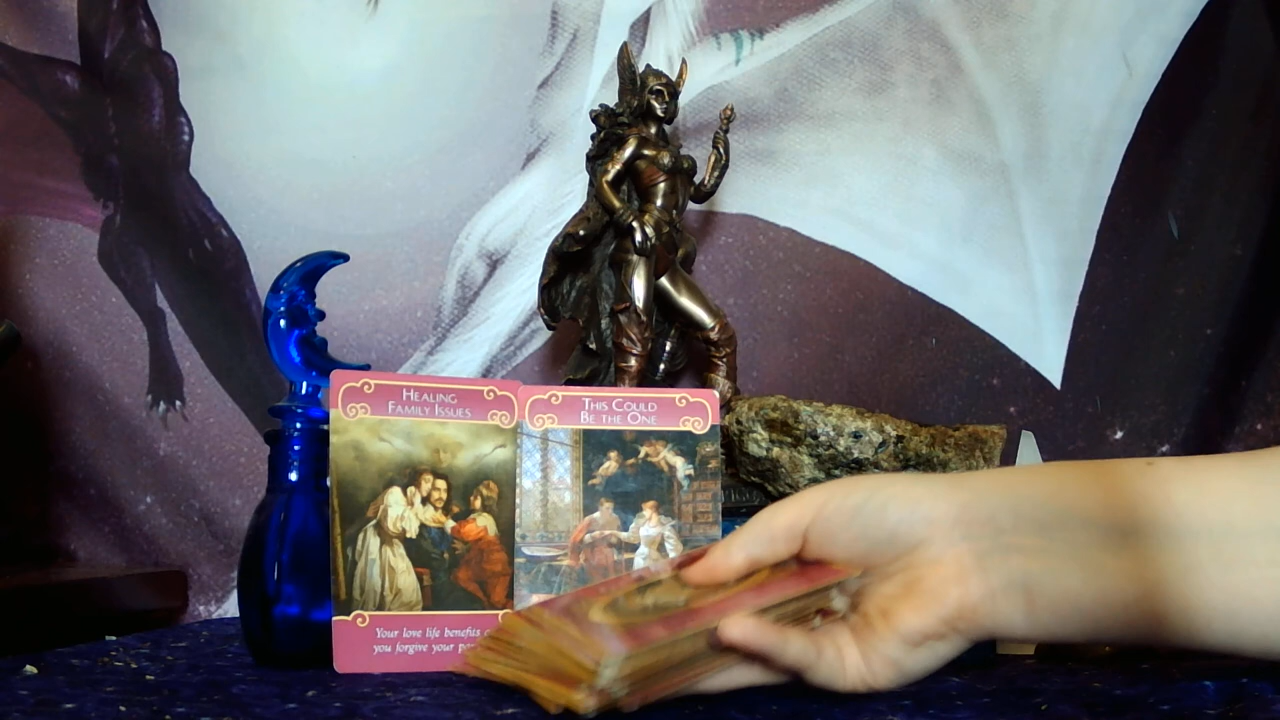 HEALING
FAMILY ISSUES
THIS COULD
BE THE ONE
Your love life benefits
you forgive your